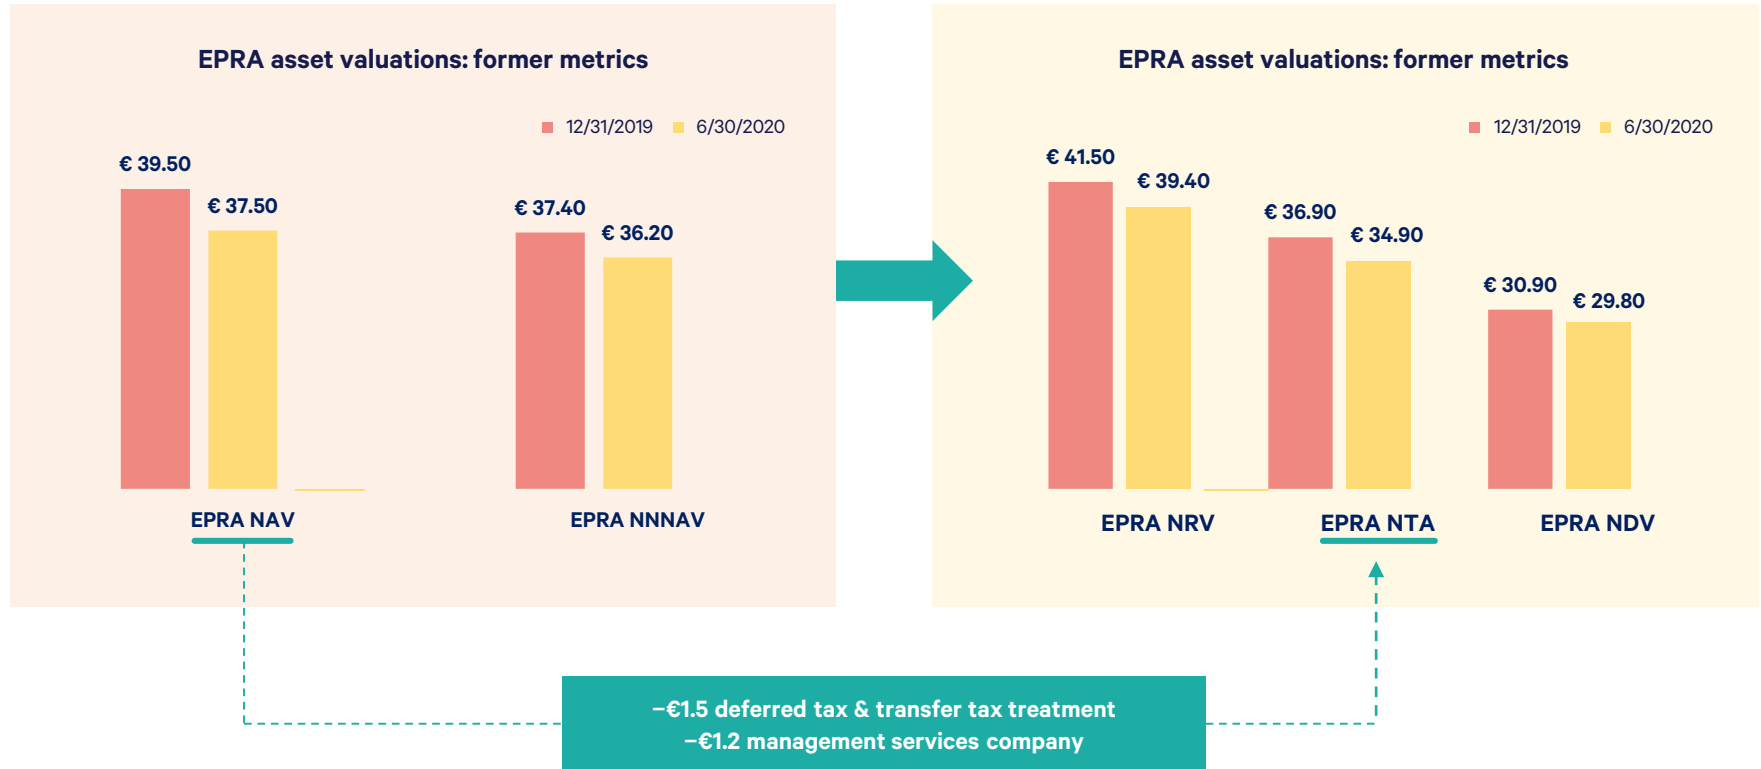 EPRA asset valuations: former metrics
12/31/2019
6/30/2020
€ 39.50
€ 37.50
€ 37.40
€ 36.20
EPRA NAV
EPRA NNNAV
EPRA asset valuations: former metrics
12/31/2019
6/30/2020
€ 41.50
€ 39.40
€ 36.90
€ 34.90
€ 30.90
€ 29.80
EPRA NRV
EPRA NTA
EPRA NDV
–€1.5 deferred tax & transfer tax treatment
–€1.2 management services company